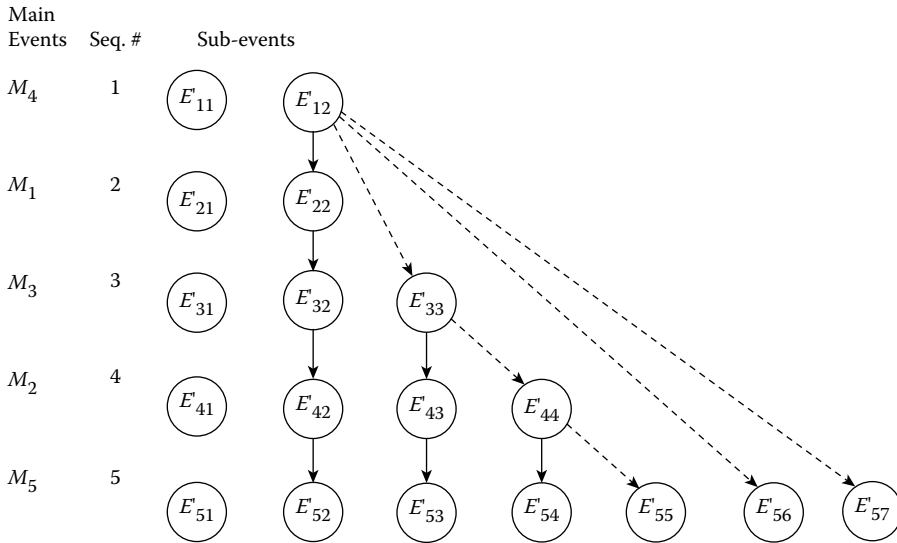 Main
Events Seq. # Sub-events
M4 1 E'11 E'12
M1 2 E'21 E'22
M3 3 E'31 E'32 E'33
M2 4 E'41 E'42 E'43 E'44
M5 5 E'51 E'52 E'53 E'54 E'55 E'56 E'57